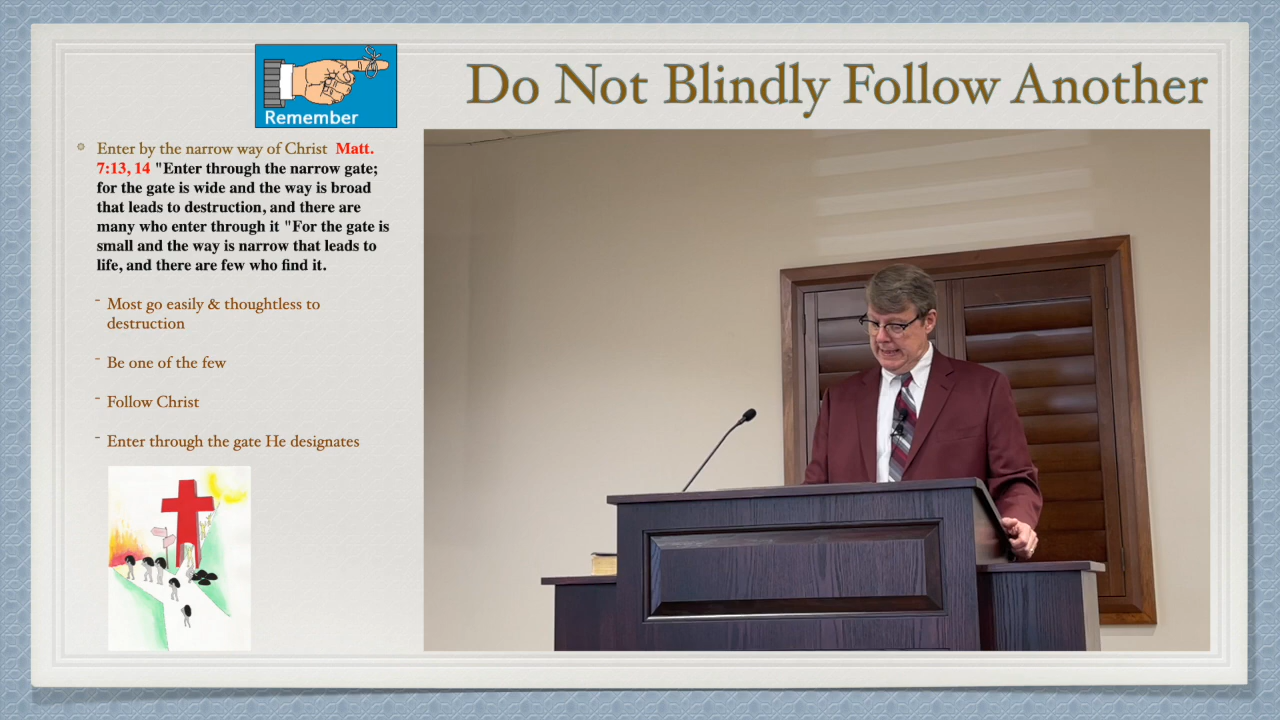 Remember
Do Not Blindly Follow Another
Enter by the narrow way of Christ Matt.
7:13, 14 "Enter through the narrow gate;
for the gate is wide and the way is broad
that leads to destruction, and there are
many who enter through it "For the gate is
small and the way is narrow that leads to
life, and there are few who find it.
Most go easily & thoughtless to
destruction
Be one of the few
Follow Christ
Enter through the gate He designates